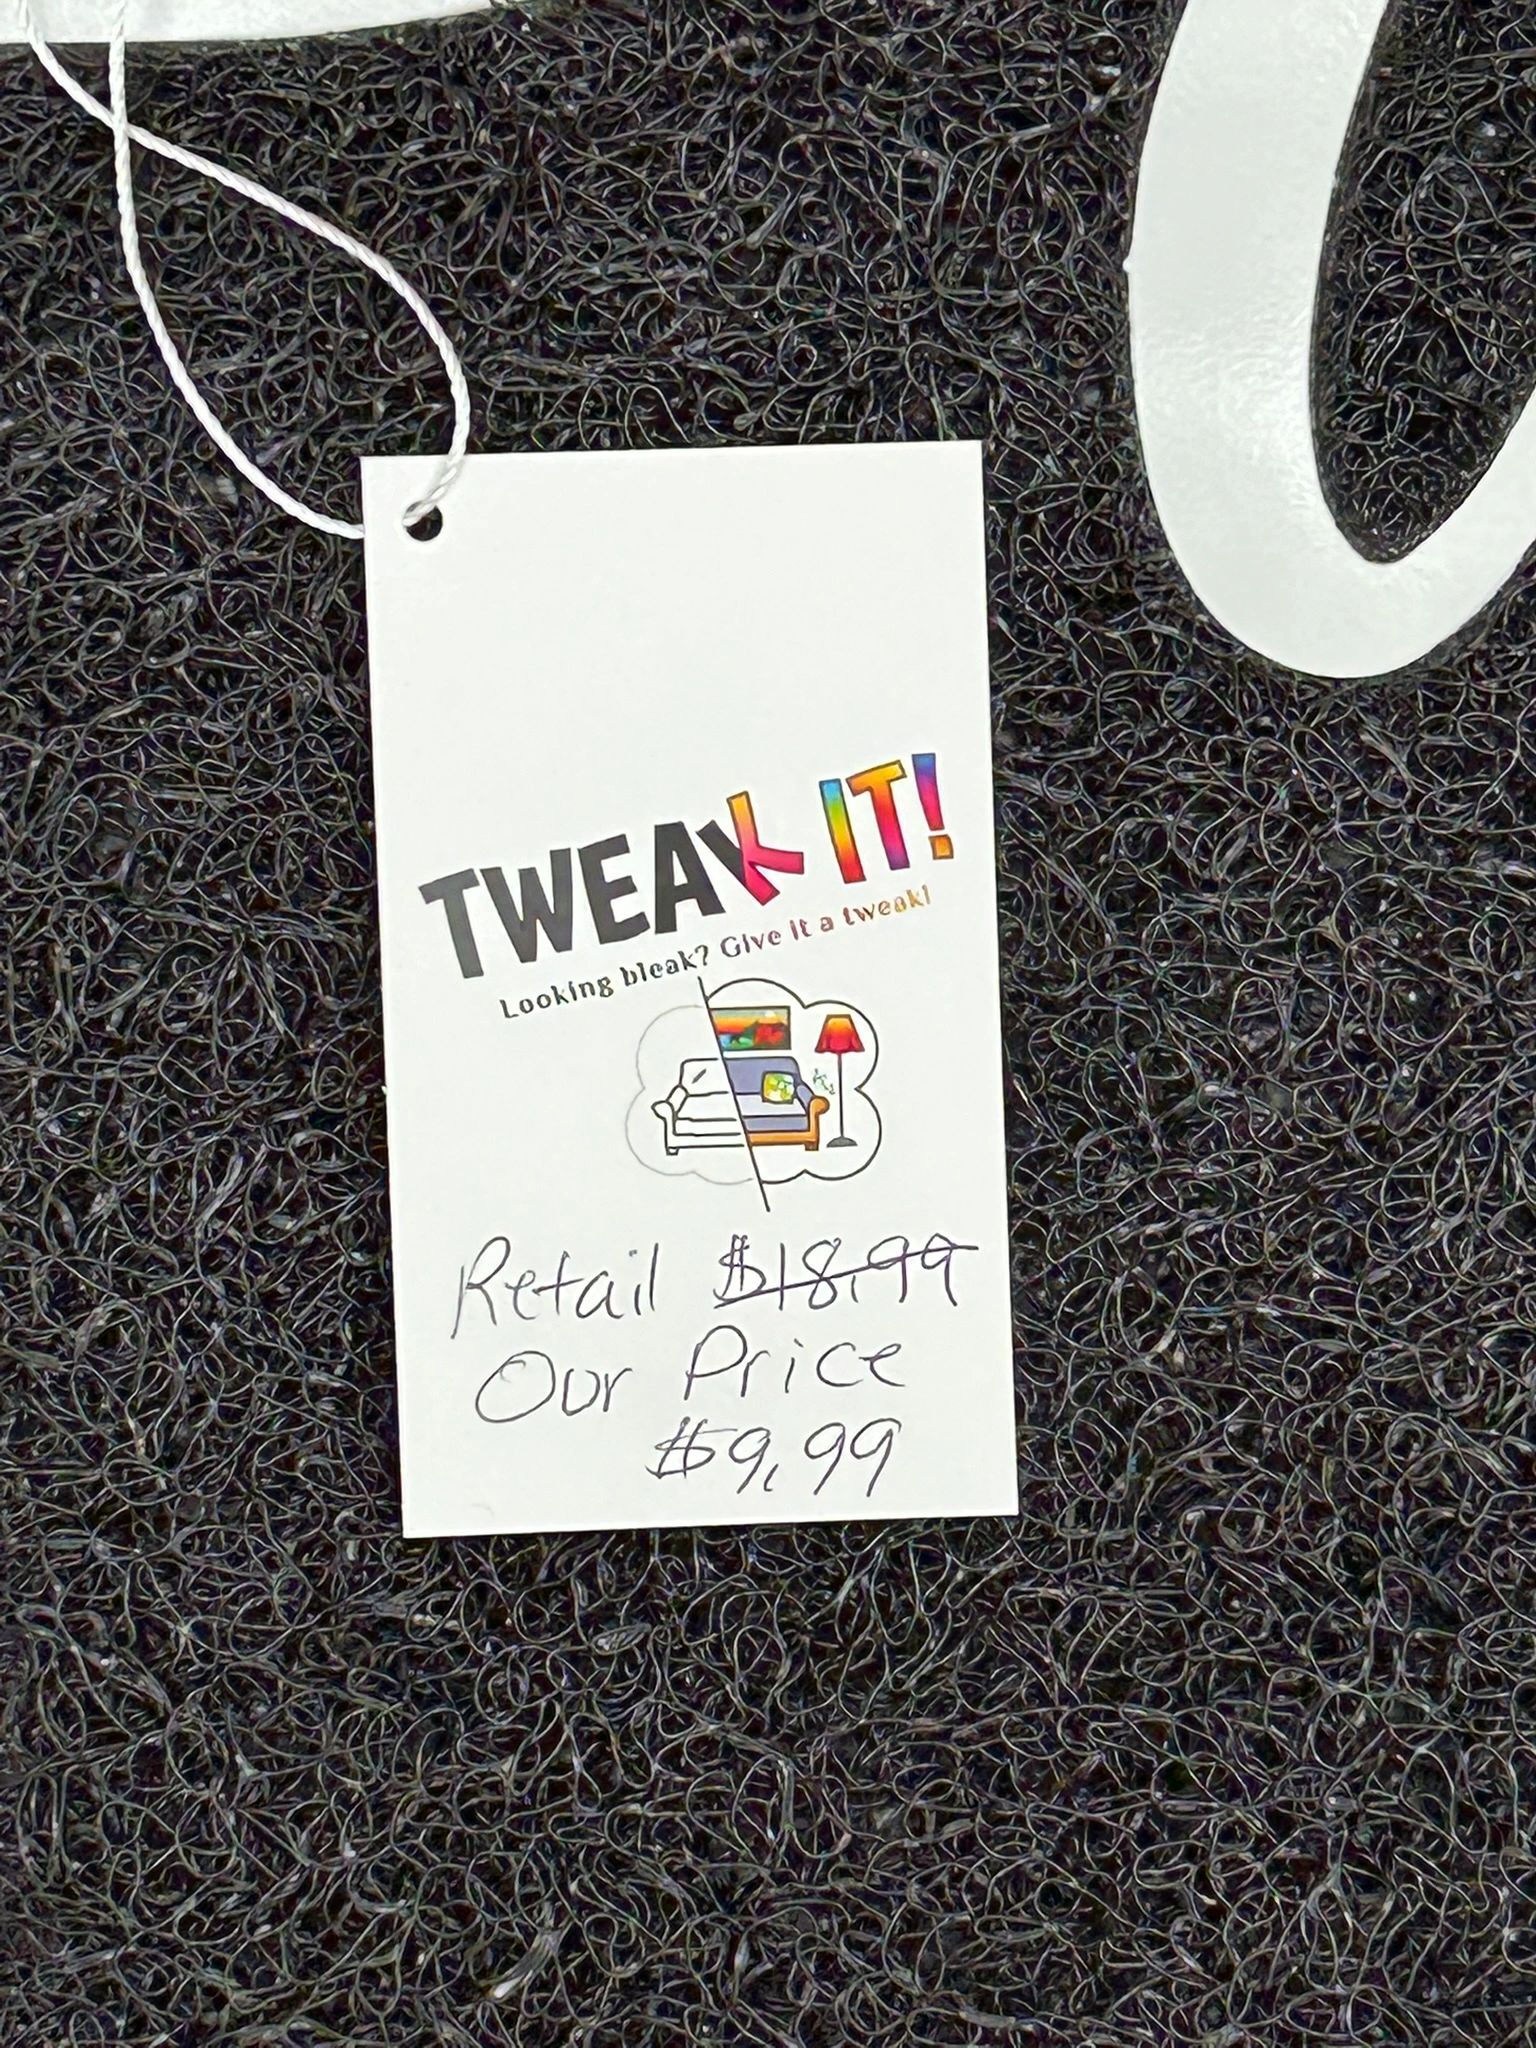 TWEAK IT!
Looking bleak? Give it a tweak!
Retail $18.99
Our Price
$9.99